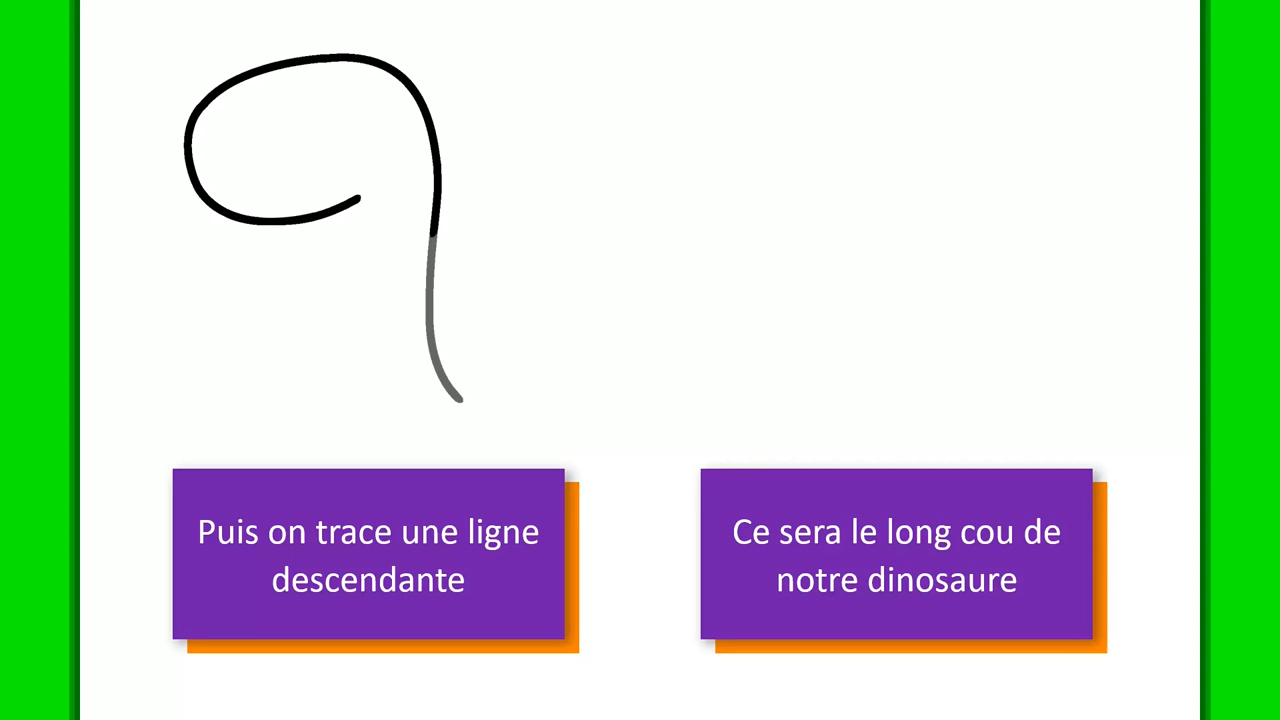 Puis on trace une ligne
descendante
Ce sera le long cou de
notre dinosaure